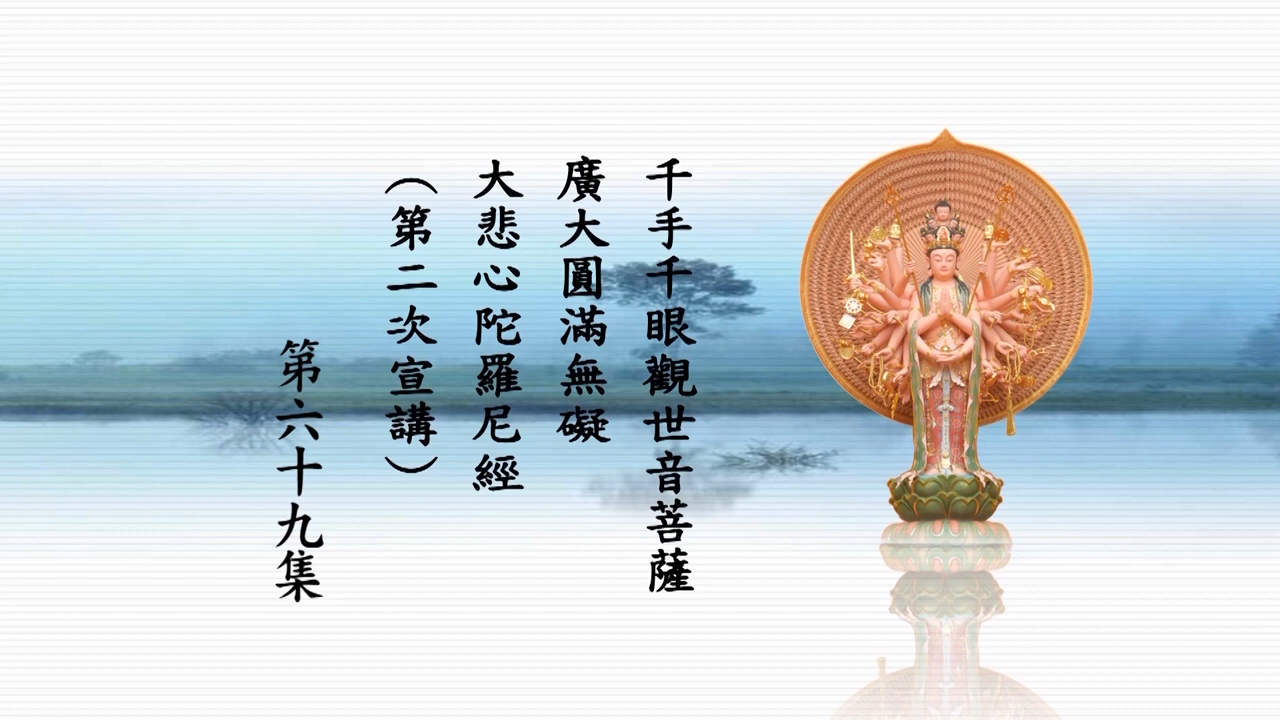 千手千眼觀世音菩薩
廣大圓滿無礙
大悲心陀羅尼經
（第二次宣講）
第六十九集